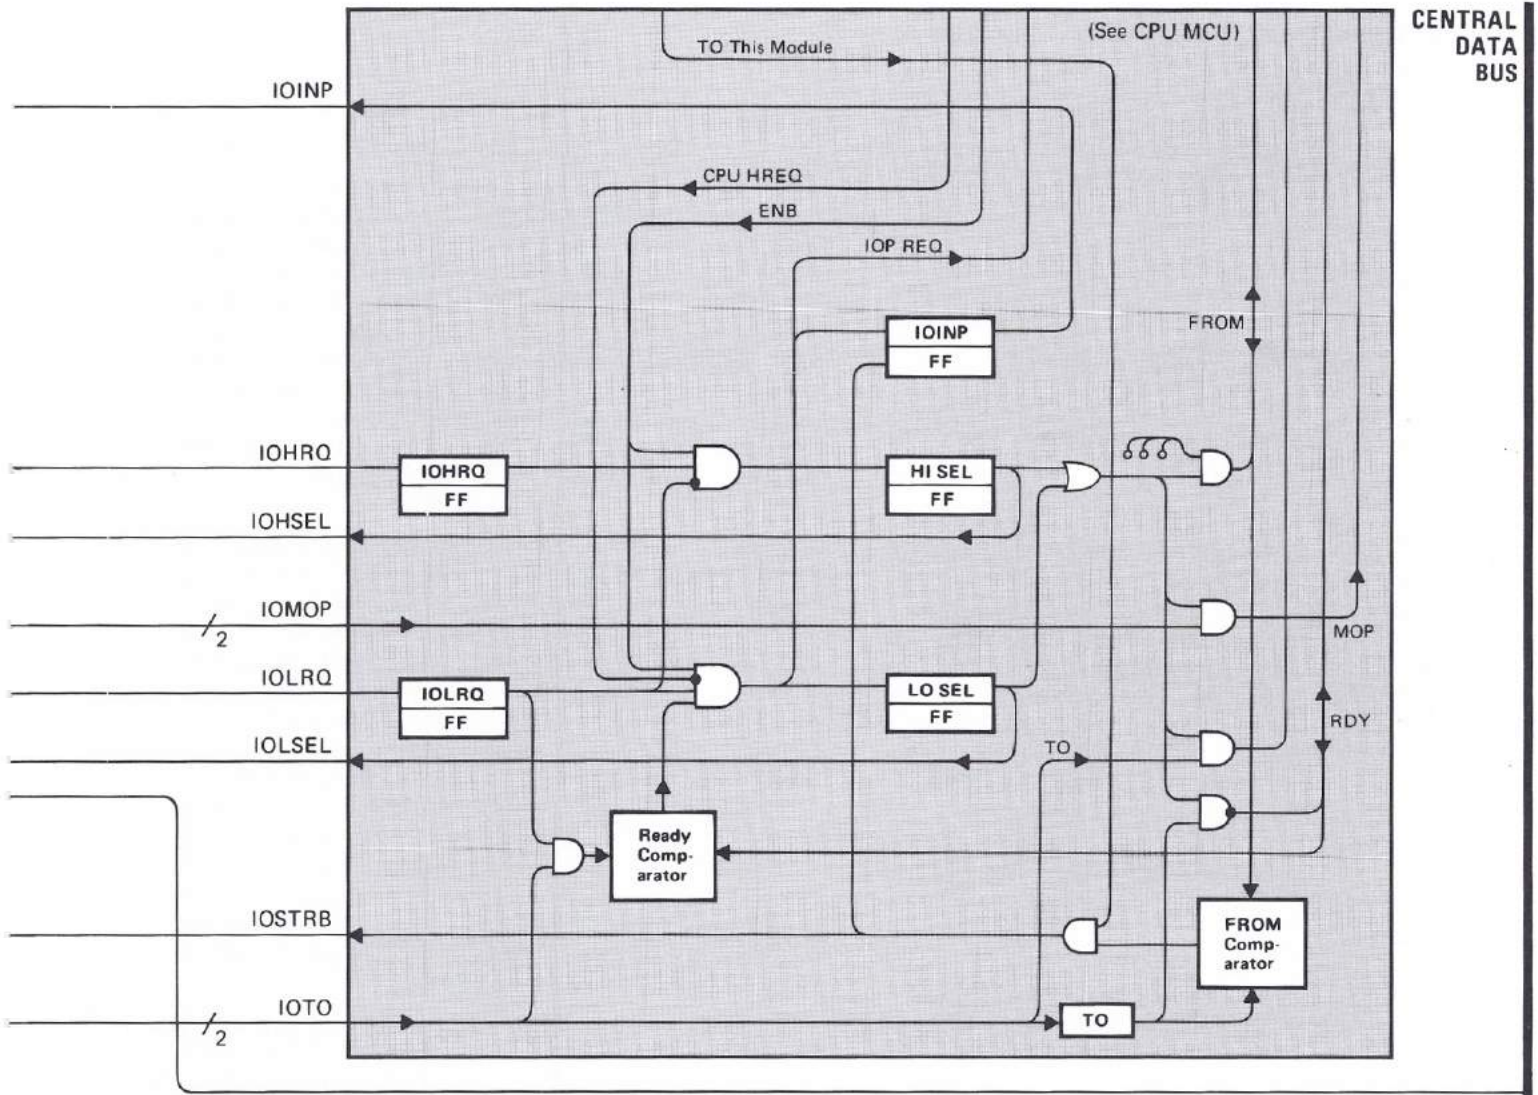 CENTRAL
DATA
BUS
(See CPU MCU)
TO This Module
IOINP
CPU HREQ
ENB
IOP REQ
IOINP
FF
FROM
IOHRQ
IOHRQ
FF
HI SEL
FF
IOHSEL
IOMOP
2
MOP
IOLRQ
IOLRQ
FF
LO SEL
FF
RDY
IOLSEL
TO
Ready
Comp-
arator
IOSTRB
FROM
Comp-
arator
IOTO
2
TO